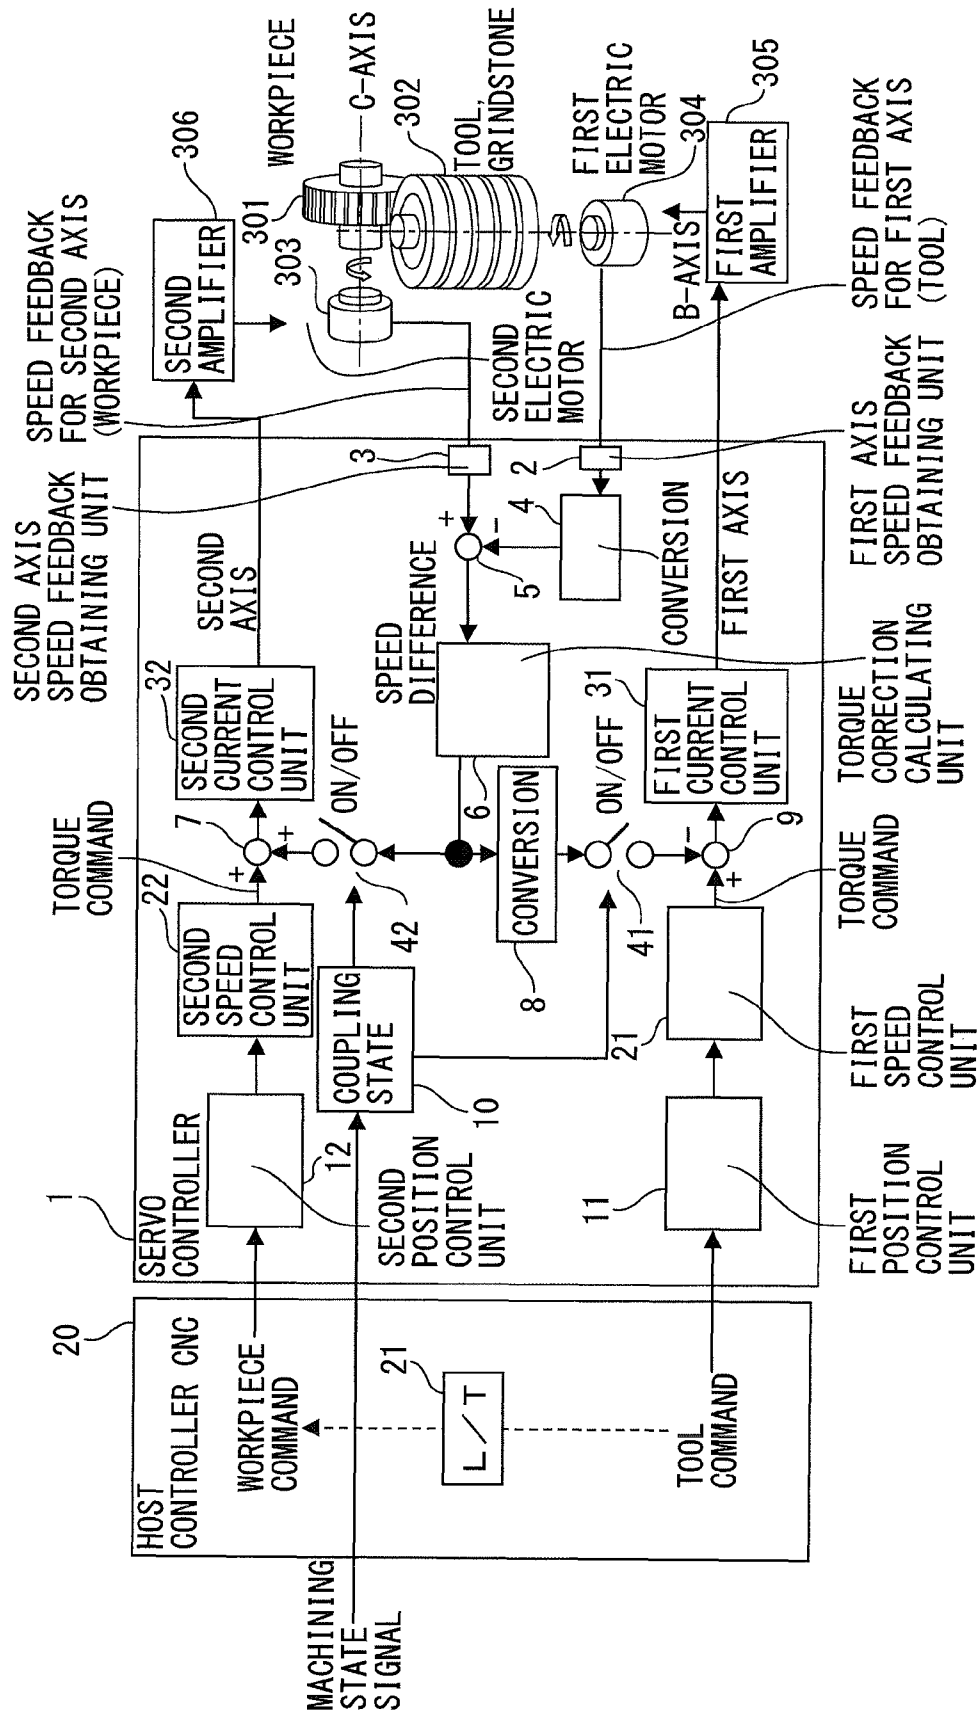 HOST
CONTROLLER CNC
20
WORKPIECE
COMMAND
21
L/T
TOOL
COMMAND
MACHINING
STATE
SIGNAL
1
SERVO
CONTROLLER
12
SECOND
POSITION
CONTROL
UNIT
22
SECOND
SPEED
CONTROL
UNIT
TORQUE
COMMAND
+
7
+
32
SECOND
CURRENT
CONTROL
UNIT
SECOND
AXIS
COUPLING
STATE
10
42
ON/OFF
SPEED
DIFFERENCE
6
CONVERSION
8
41
ON/OFF
11
FIRST
POSITION
CONTROL
UNIT
21
FIRST
SPEED
CONTROL
UNIT
TORQUE
COMMAND
+
-
9
31
FIRST
CURRENT
CONTROL
UNIT
TORQUE
CORRECTION
CALCULATING
UNIT
FIRST AXIS
CONVERSION
4
5
+
-
3
2
SECOND AXIS
SPEED FEEDBACK
OBTAINING UNIT
FIRST AXIS
SPEED FEEDBACK
OBTAINING UNIT
SPEED FEEDBACK
FOR SECOND AXIS
(WORKPIECE)
SECOND
AMPLIFIER
306
SECOND
ELECTRIC
MOTOR
303
301
WORKPIECE
C-AXIS
302
TOOL,
GRINDSTONE
FIRST
ELECTRIC
MOTOR
304
B-AXIS
FIRST
AMPLIFIER
305
SPEED FEEDBACK
FOR FIRST AXIS
(TOOL)